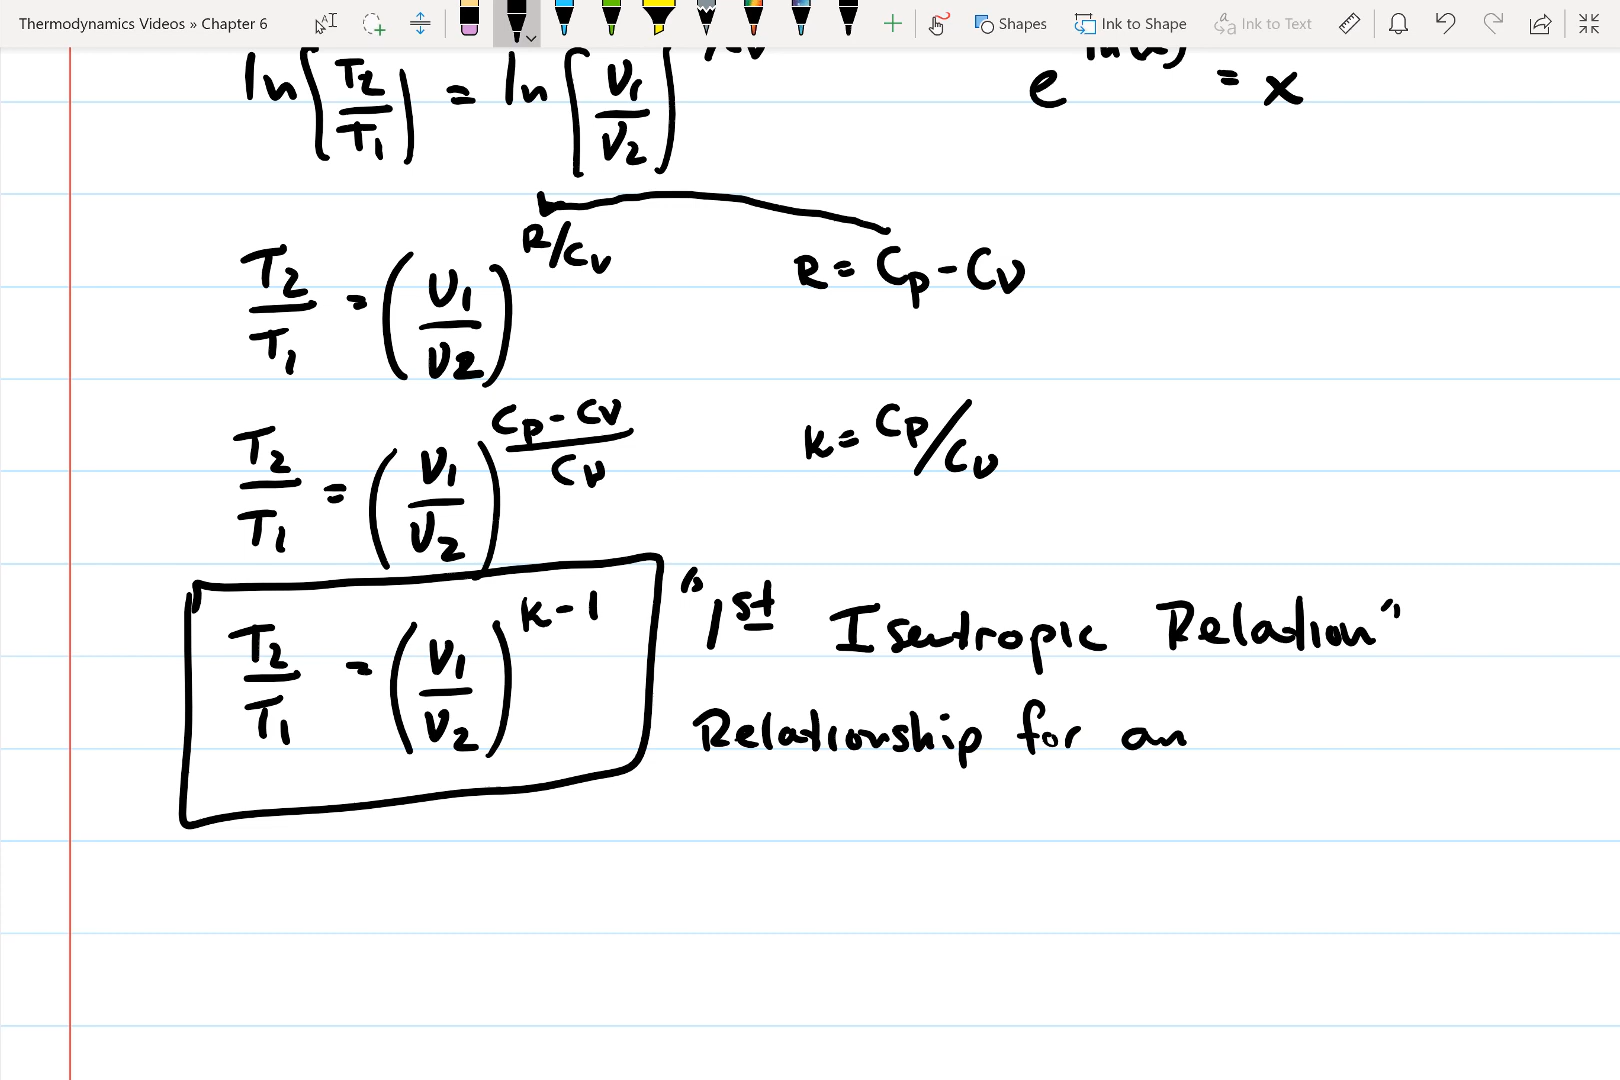 Thermodynamics Videos » Chapter 6
Shapes
Ink to Shape
Ink to Text
ln[T2/T1] = ln[v1/v2]
e^ln(x) = x
T2/T1 = (v1/v2)^R/Cv
R = Cp - Cv
T2/T1 = (v1/v2)^(Cp - Cv)/Cv
k = Cp/Cv
T2/T1 = (v1/v2)^k-1
"1st Isentropic Relation"
Relationship for an